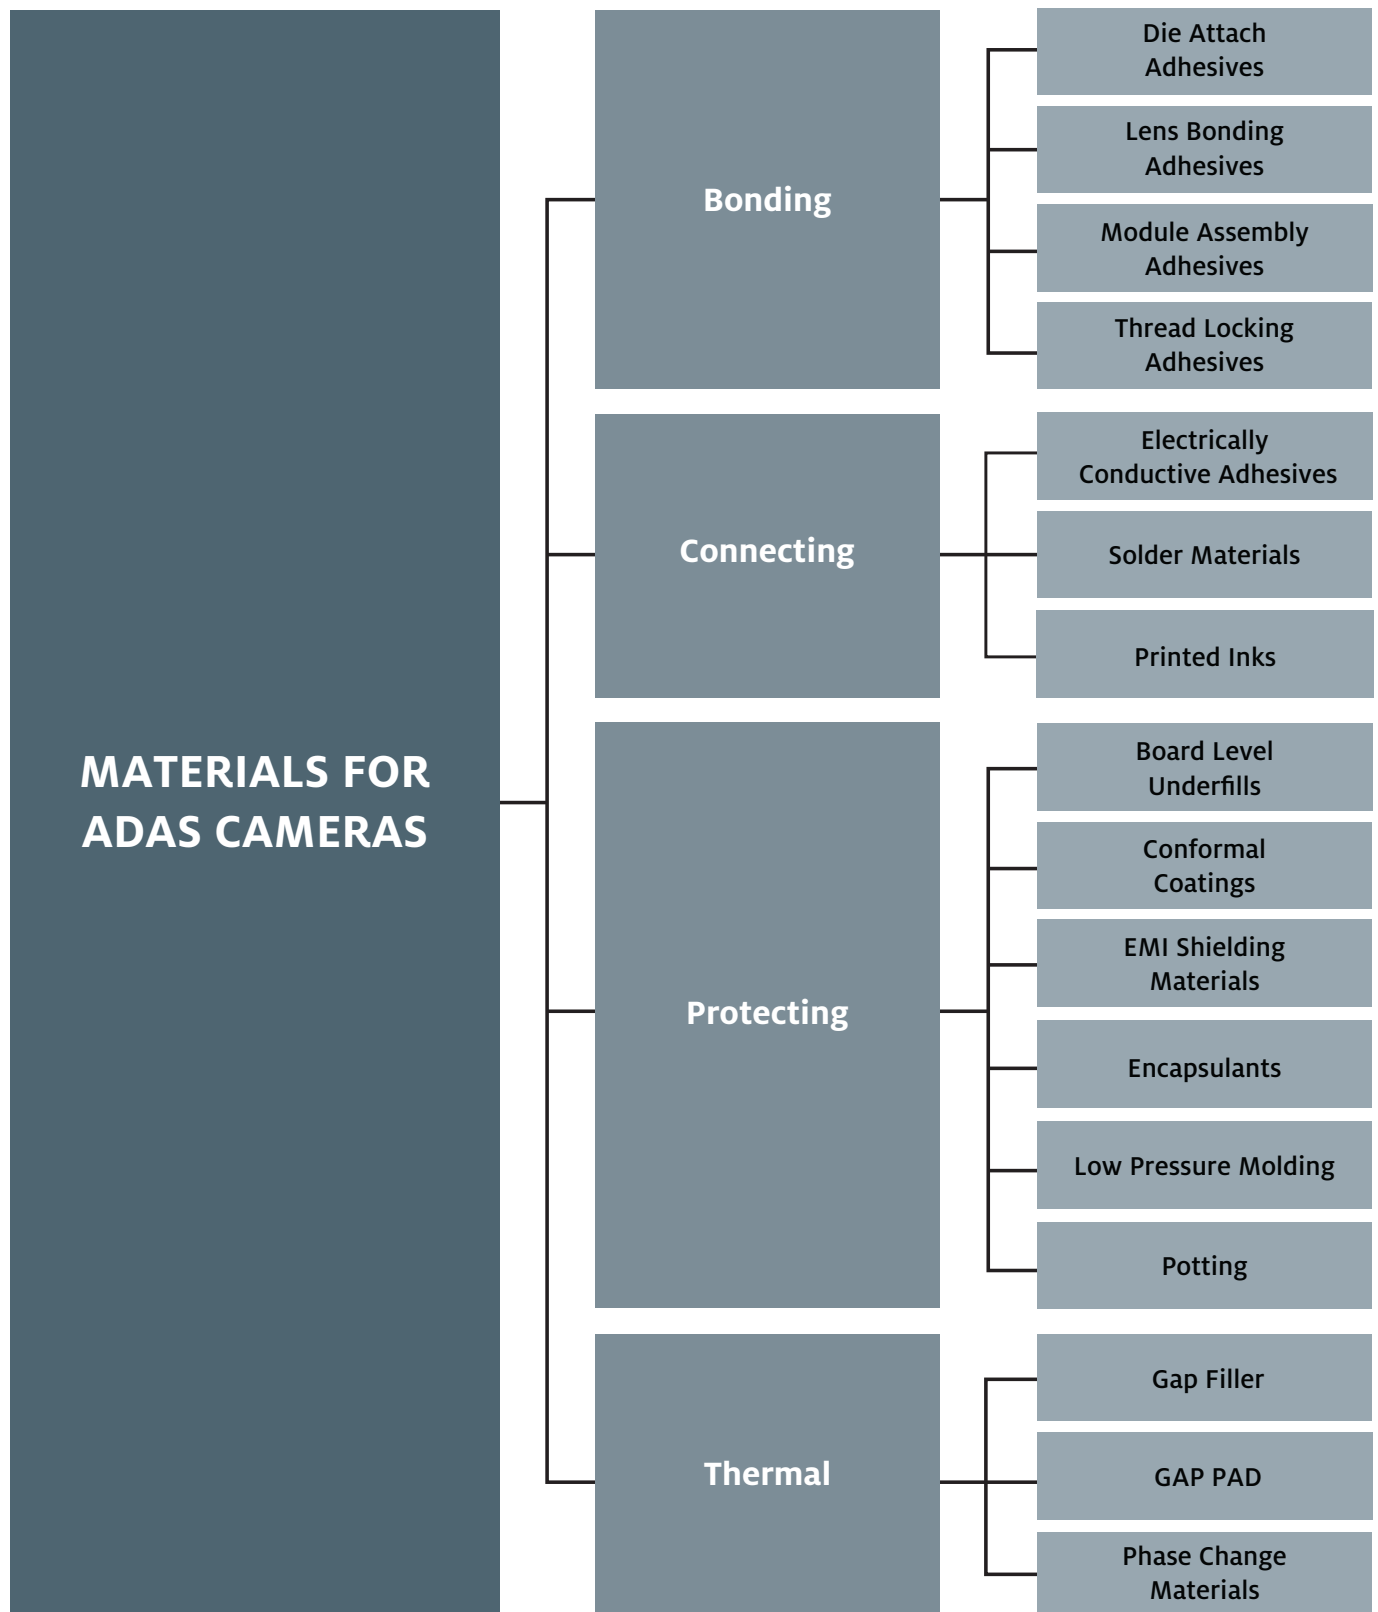 MATERIALS FOR
ADAS CAMERAS
Bonding
Die Attach
Adhesives
Lens Bonding
Adhesives
Module Assembly
Adhesives
Thread Locking
Adhesives
Connecting
Electrically
Conductive Adhesives
Solder Materials
Printed Inks
Protecting
Board Level
Underfills
Conformal
Coatings
EMI Shielding
Materials
Encapsulants
Low Pressure Molding
Potting
Thermal
Gap Filler
GAP PAD
Phase Change
Materials